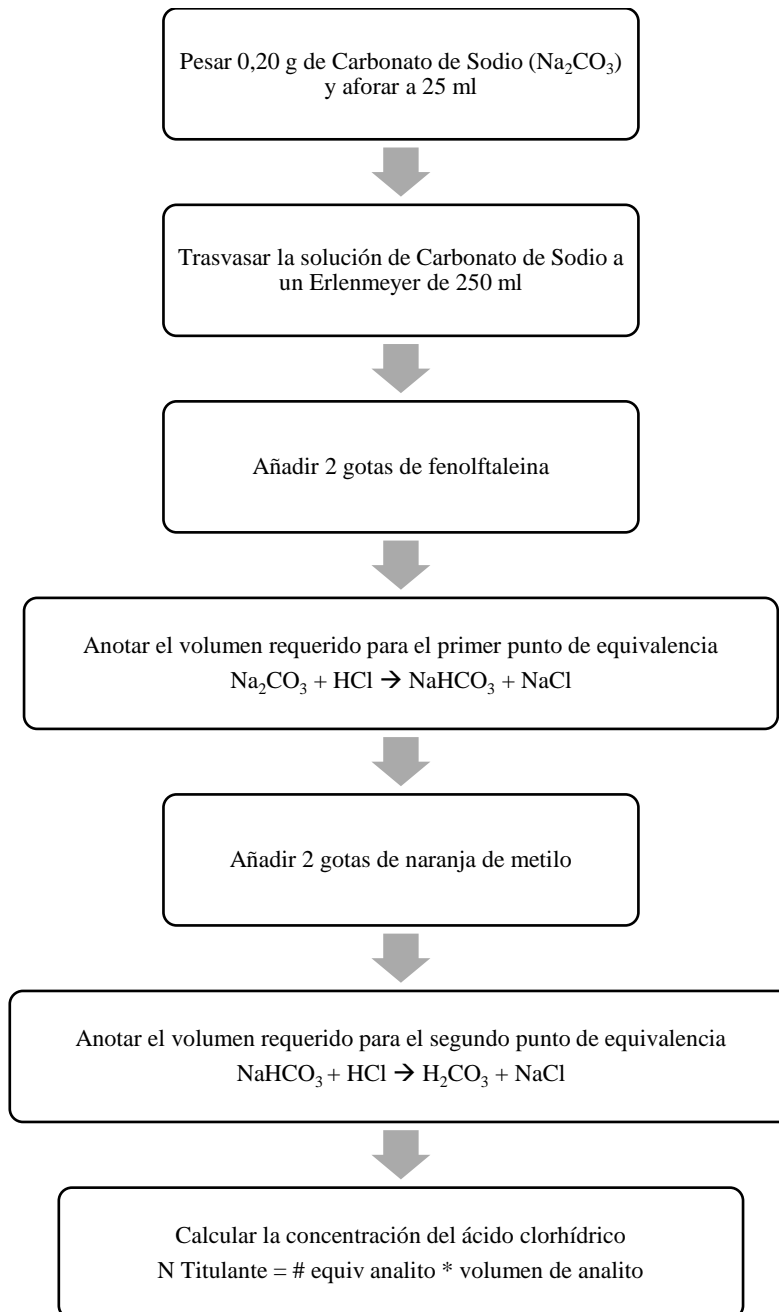 Pesar 0,20 g de Carbonato de Sodio (Na₂CO₃)
y aforar a 25 ml
Trasvasar la solución de Carbonato de Sodio a
un Erlenmeyer de 250 ml
Añadir 2 gotas de fenolftaleina
Anotar el volumen requerido para el primer punto de equivalencia
Na₂CO₃ + HCl → NaHCO₃ + NaCl
Añadir 2 gotas de naranja de metilo
Anotar el volumen requerido para el segundo punto de equivalencia
NaHCO₃ + HCl → H₂CO₃ + NaCl
Calcular la concentración del ácido clorhídrico
N Titulante = # equiv analito * volumen de analito